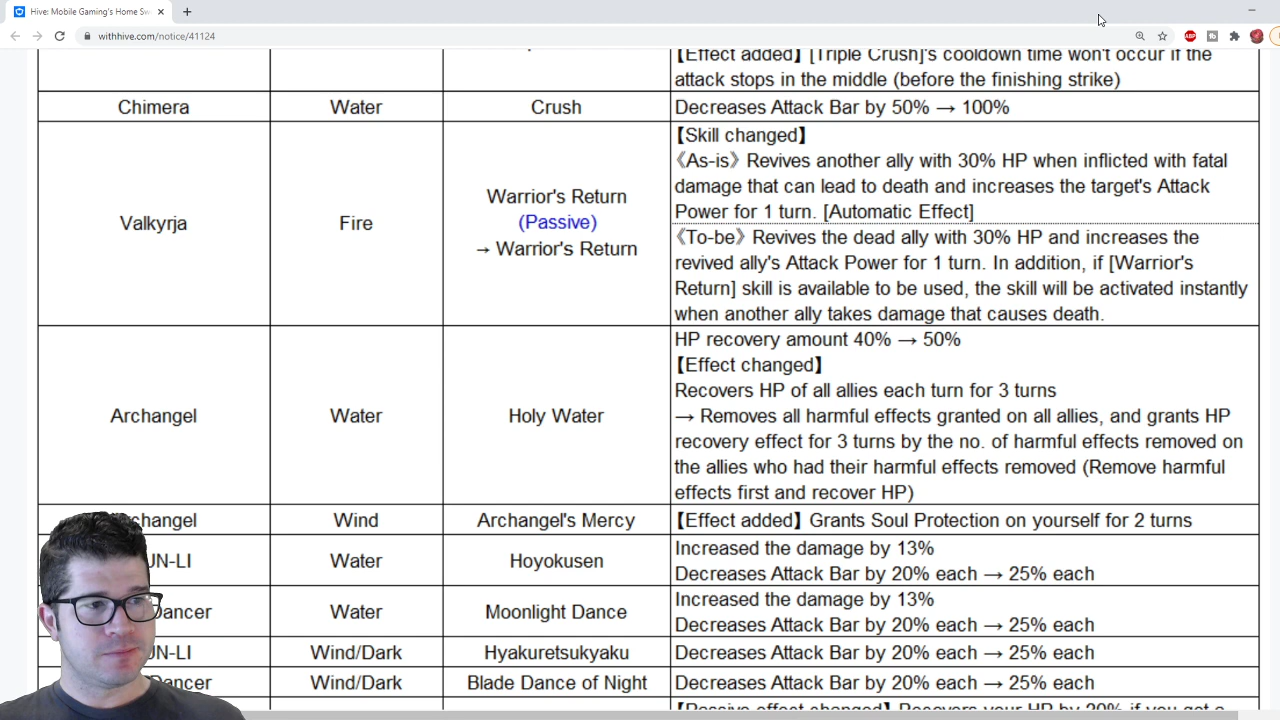 Hive: Mobile Gaming's Home Sw
withhive.com/notice/41124
ABP
【Effect added】 [Triple Crush]'s cooldown time won't occur if the
attack stops in the middle (before the finishing strike)
Chimera Water Crush Decreases Attack Bar by 50% → 100%
Valkyrja Fire Warrior's Return
(Passive)
→ Warrior's Return
【Skill changed】
《As-is》 Revives another ally with 30% HP when inflicted with fatal
damage that can lead to death and increases the target's Attack
Power for 1 turn. [Automatic Effect]
《To-be》 Revives the dead ally with 30% HP and increases the
revived ally's Attack Power for 1 turn. In addition, if [Warrior's
Return] skill is available to be used, the skill will be activated instantly
when another ally takes damage that causes death.
Archangel Water Holy Water
HP recovery amount 40% → 50%
【Effect changed】
Recovers HP of all allies each turn for 3 turns
→ Removes all harmful effects granted on all allies, and grants HP
recovery effect for 3 turns by the no. of harmful effects removed on
the allies who had their harmful effects removed (Remove harmful
effects first and recover HP)
changel Wind Archangel's Mercy 【Effect added】 Grants Soul Protection on yourself for 2 turns
UN-LI Water Hoyokusen
Increased the damage by 13%
Decreases Attack Bar by 20% each → 25% each
Dancer Water Moonlight Dance
Increased the damage by 13%
Decreases Attack Bar by 20% each → 25% each
UN-LI Wind/Dark Hyakuretsukyaku Decreases Attack Bar by 20% each → 25% each
Dancer Wind/Dark Blade Dance of Night Decreases Attack Bar by 20% each → 25% each
【Passive effect changed】 Recovers your HP by 20% if you get a